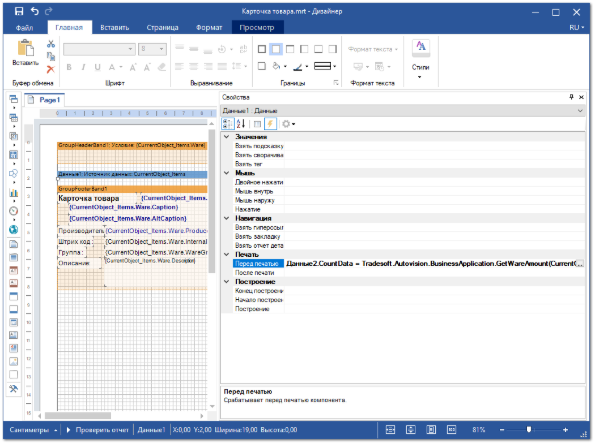 Карточка товара.mrt - Дизайнер
Файл Главная Вставить Страница Формат Просмотр RU
Вставить
8
Формат текста
Стили
Буфер обмена Шрифт Выравнивание Границы Формат текста
Page1
Свойства
Данные1 Данные
GroupHeaderBand1: Условие: {CurrentObject_Items.Ware}
Данные1: Источник данных: CurrentObject_Items
GroupFooterBand1
Карточка товара {CurrentObject_Items.
{CurrentObject_Items.Ware.Caption}
{CurrentObject_Items.Ware.AltCaption}
Производитель {CurrentObject_Items.Ware.Produce
Штрих код : {CurrentObject_Items.Ware.Internal
Группа : {CurrentObject_Items.Ware.WareGr
Описание: {CurrentObject_Items. Ware.Description}
Значения
Взять подсказку
Взять сворачива
Взять тег
Мышь
Двойное нажати
Мышь внутрь
Мышь наружу
Нажатие
Навигация
Взять гиперссыл
Взять закладку
Взять отчет дета
Печать
Перед печатью Данные2.CountData = Tradesoft.Autovision.BusinessApplication.GetWareAmount(CurrentO ...
После печати
Построение
Конец построени
Начало построен
Построение
Перед печатью
Срабатывает перед печатью компонента.
Сантиметры Проверить отчет Данные1 X:0,00 Y:2,00 Ширина:19,00 Высота:0,00 81%